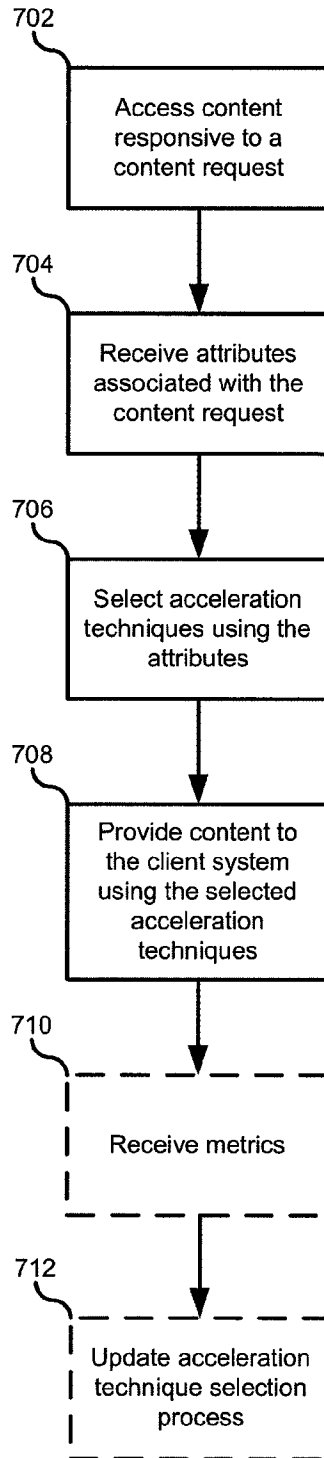 702
Access content
responsive to a
content request
704
Receive attributes
associated with the
content request
706
Select acceleration
techniques using the
attributes
708
Provide content to
the client system
using the selected
acceleration
techniques
710
Receive metrics
712
Update acceleration
technique selection
process